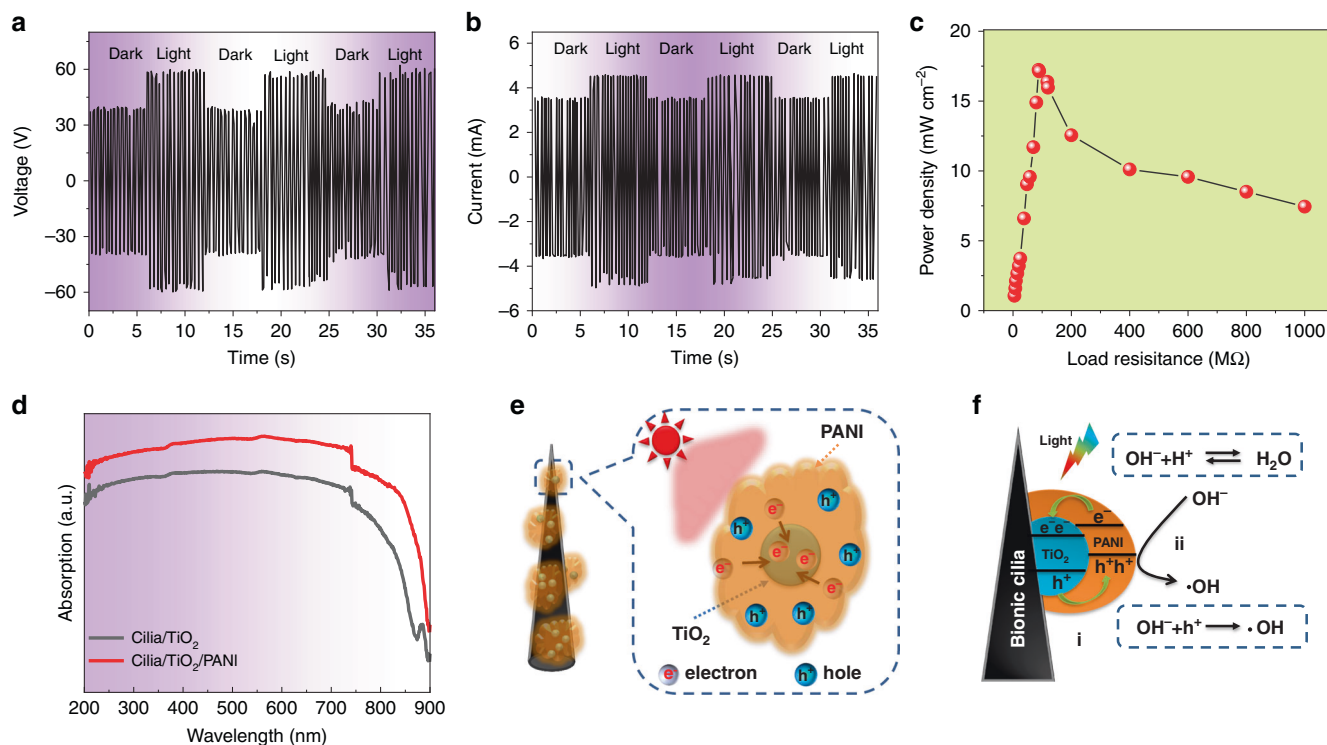 a
Dark Light Dark Light Dark Light
60
30
0
−30
−60
Voltage (V)
0 5 10 15 20 25 30 35
Time (s)
b
Dark Light Dark Light Dark Light
6
4
2
0
−2
−4
−6
Current (mA)
0 5 10 15 20 25 30 35
Time (s)
c
20
15
10
5
0
Power density (mW cm⁻²)
0 200 400 600 800 1000
Load resisitance (MΩ)
d
Absorption (a.u.)
Cilia/TiO₂
Cilia/TiO₂/PANI
200 300 400 500 600 700 800 900
Wavelength (nm)
e
PANI
h⁺ e⁻ h⁺
h⁺ e⁻ e⁻ h⁺
e⁻ e⁻
h⁺ h⁺ h⁺
TiO₂
e⁻ electron h⁺ hole
f
Light
OH⁻+H⁺ ⇌ H₂O
OH⁻
e⁻ e⁻ e⁻
ii
TiO₂ PANI
h⁺ h⁺h⁺
·OH
Bionic cilia
i
OH⁻+h⁺ → ·OH